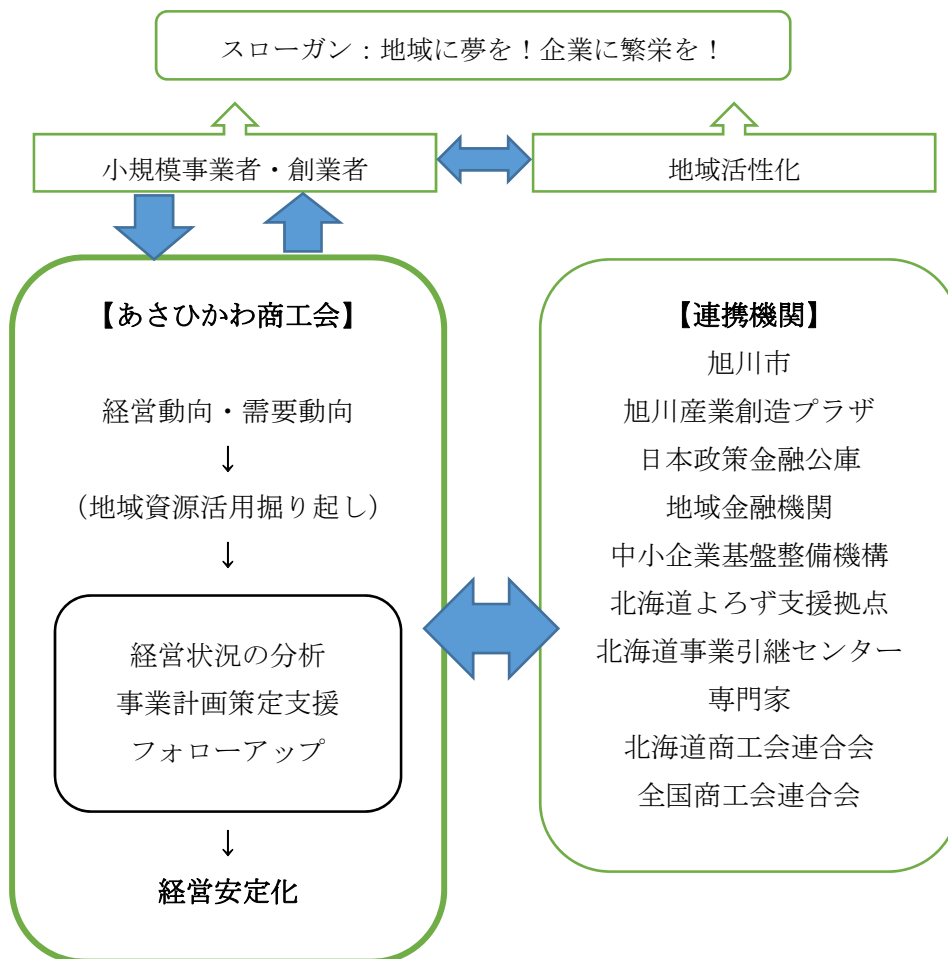 スローガン：地域に夢を！企業に繁栄を！
小規模事業者・創業者
地域活性化
【あさひかわ商工会】
経営動向・需要動向
↓
（地域資源活用掘り起し）
↓
経営状況の分析
事業計画策定支援
フォローアップ
↓
経営安定化
【連携機関】
旭川市
旭川産業創造プラザ
日本政策金融公庫
地域金融機関
中小企業基盤整備機構
北海道よろず支援拠点
北海道事業引継センター
専門家
北海道商工会連合会
全国商工会連合会